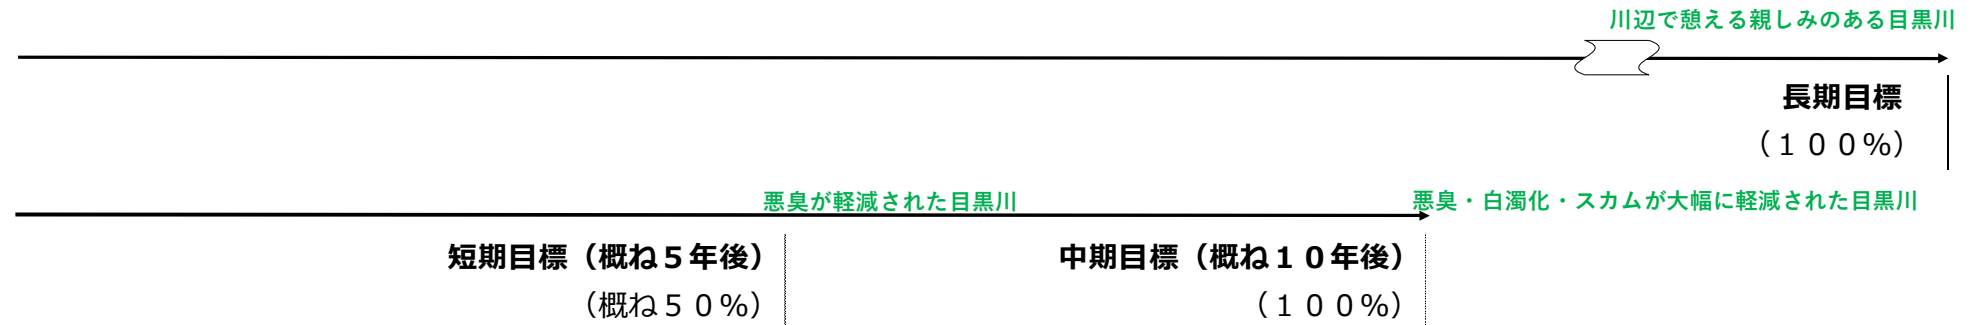 川辺で憩える親しみのある目黒川
長期目標
（１００％）
悪臭が軽減された目黒川
悪臭・白濁化・スカムが大幅に軽減された目黒川
短期目標（概ね５年後）
中期目標（概ね１０年後）
（概ね５０％）
（１００％）